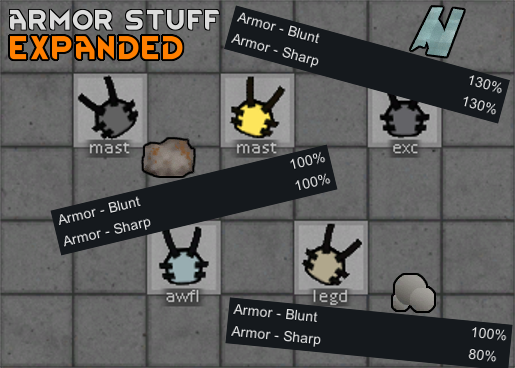 ARMOR STUFF
EXPANDED
Armor - Blunt 130%
Armor - Sharp 130%
mast
mast
exc
Armor - Blunt 100%
Armor - Sharp 100%
awfl
legd
Armor - Blunt 100%
Armor - Sharp 80%